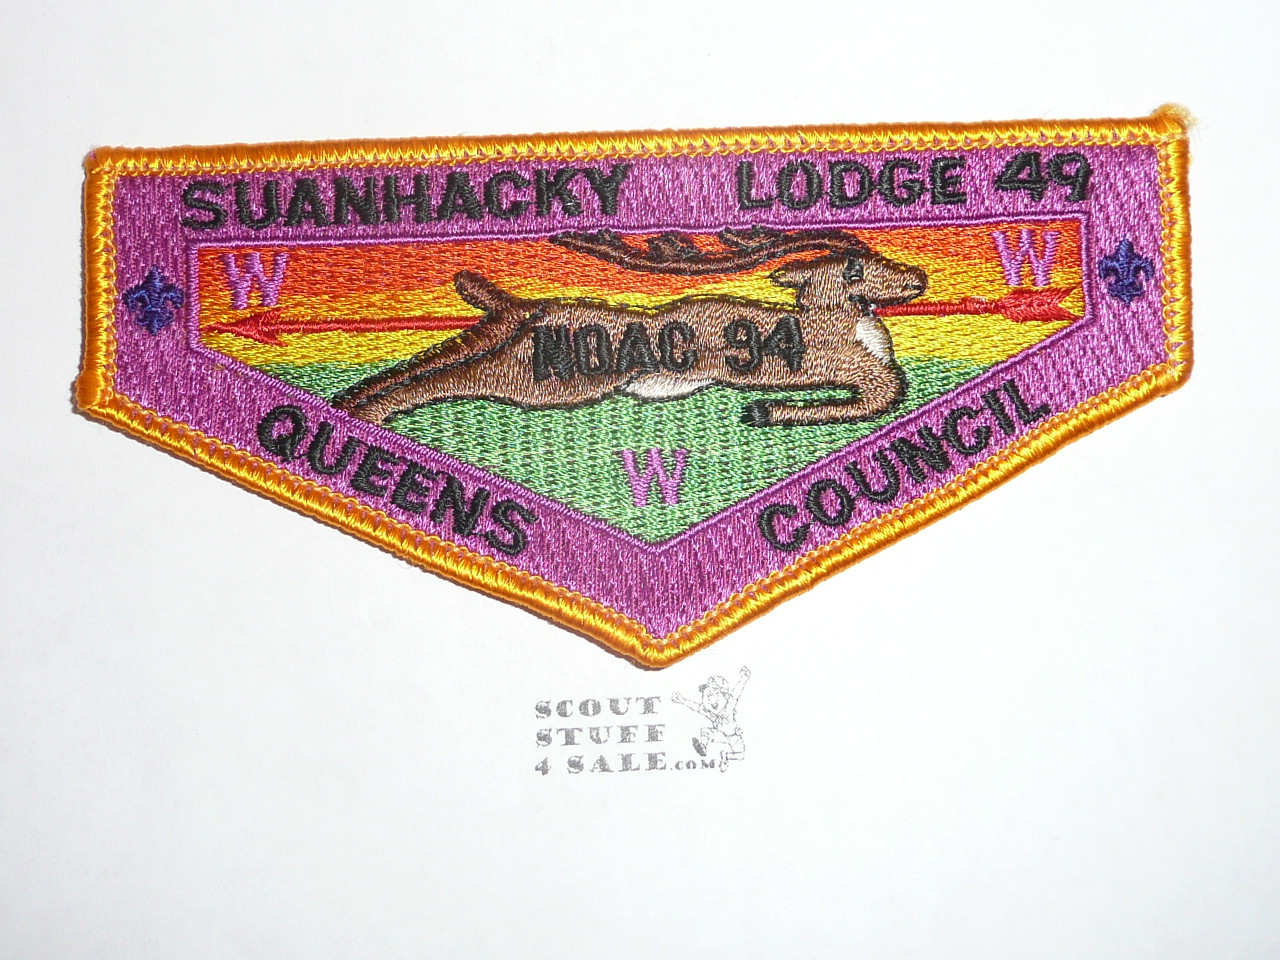 SUANHACKY LODGE 49
W W
NOAC 94
W
QUEENS COUNCIL
SCOUT
STUFF
4 SALE.COM